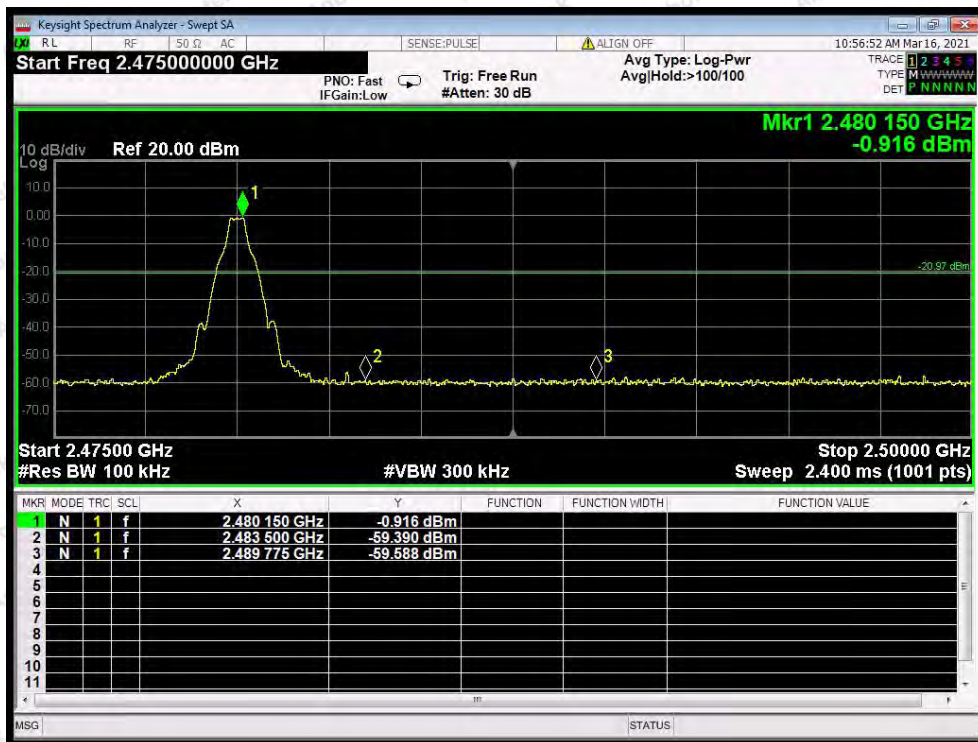 Keysight Spectrum Analyzer - Swept SA
LXI RL RF 50 Ω AC SENSE:PULSE ALIGN OFF 10:56:52 AM Mar 16, 2021
Start Freq 2.475000000 GHz
PNO: Fast
IFGain:Low
Trig: Free Run
#Atten: 30 dB
Avg Type: Log-Pwr
Avg|Hold:>100/100
TRACE 1 2 3 4 5 6
TYPE M WWWWW
DET P NNNNN
Mkr1 2.480 150 GHz
-0.916 dBm
10 dB/div Ref 20.00 dBm
Log
10.0
0.00
-10.0
-20.0
-30.0
-40.0
-50.0
-60.0
-70.0
1
-20.97 dBm
2
3
Start 2.47500 GHz Stop 2.50000 GHz
#Res BW 100 kHz #VBW 300 kHz Sweep 2.400 ms (1001 pts)
MKR MODE TRC SCL X Y FUNCTION FUNCTION WIDTH FUNCTION VALUE
1 N 1 f 2.480 150 GHz -0.916 dBm
2 N 1 f 2.483 500 GHz -59.390 dBm
3 N 1 f 2.489 775 GHz -59.588 dBm
4
5
6
7
8
9
10
11
MSG STATUS